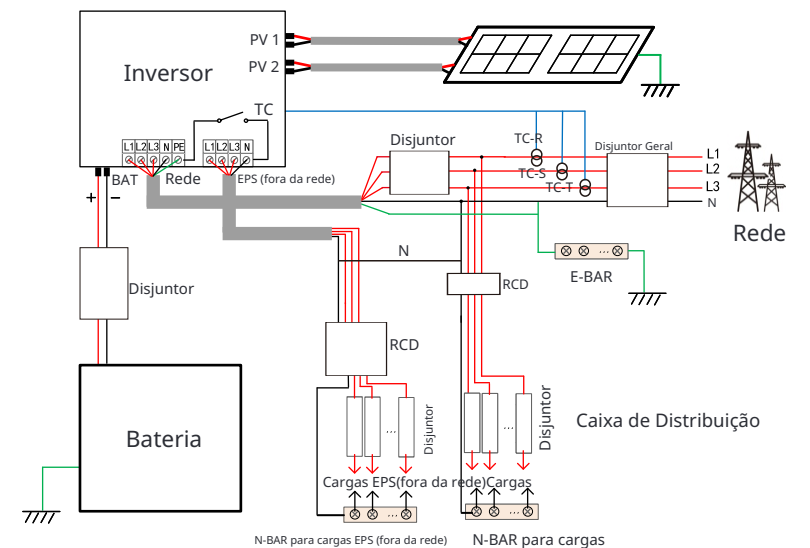 PV 1
Inversor
PV 2
TC
L1 L2 L3 N PE
L1 L2 L3 N
BAT
Rede
EPS (fora da rede)
+
−
Disjuntor
TC-R
TC-S
TC-T
Disjuntor Geral
L1
L2
L3
N
Rede
E-BAR
N
Disjuntor
RCD
RCD
Bateria
Disjuntor
...
Disjuntor
...
Caixa de Distribuição
Cargas EPS(fora da rede)
Cargas
...
...
N-BAR para cargas EPS (fora da rede)
N-BAR para cargas
...